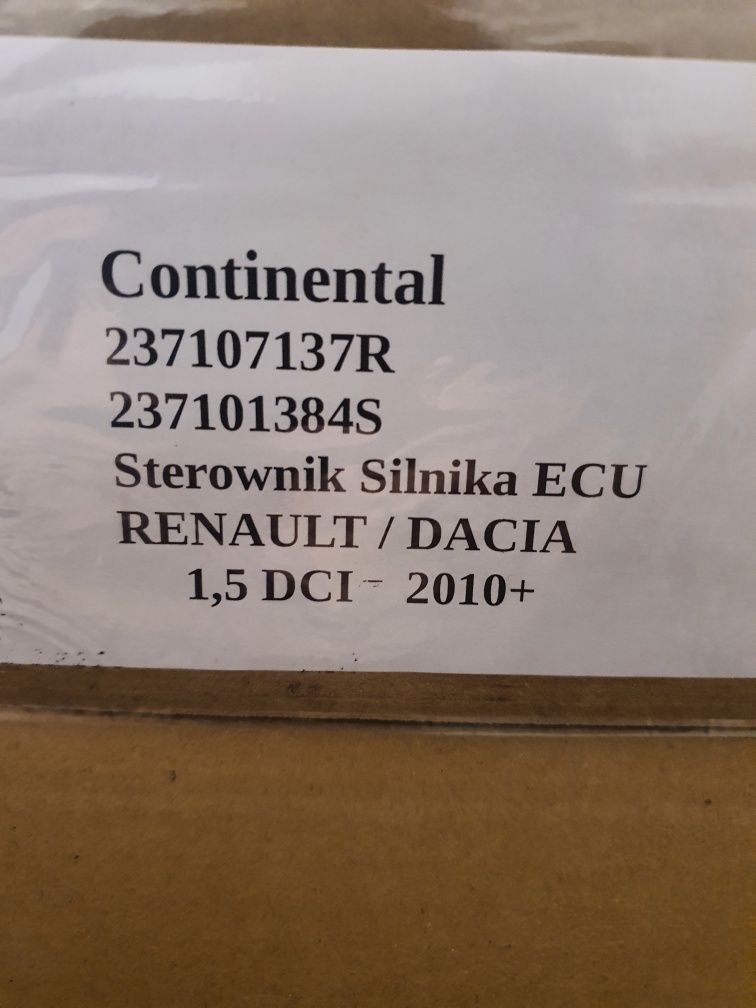 Continental
237107137R
237101384S
Sterownik Silnika ECU
RENAULT / DACIA
1,5 DCI - 2010+